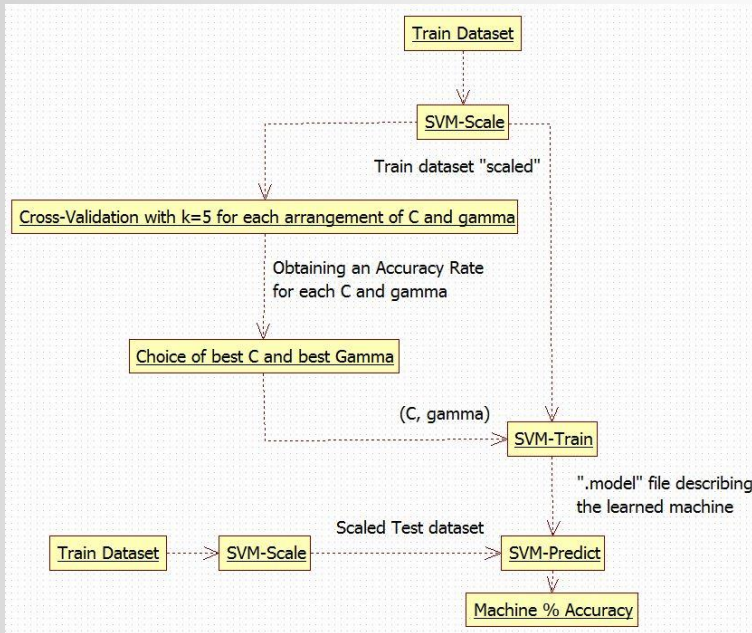 Train Dataset
SVM-Scale
Train dataset "scaled"
Cross-Validation with k=5 for each arrangement of C and gamma
Obtaining an Accuracy Rate
for each C and gamma
Choice of best C and best Gamma
(C, gamma)
SVM-Train
".model" file describing
the learned machine
Scaled Test dataset
Train Dataset
SVM-Scale
SVM-Predict
Machine % Accuracy